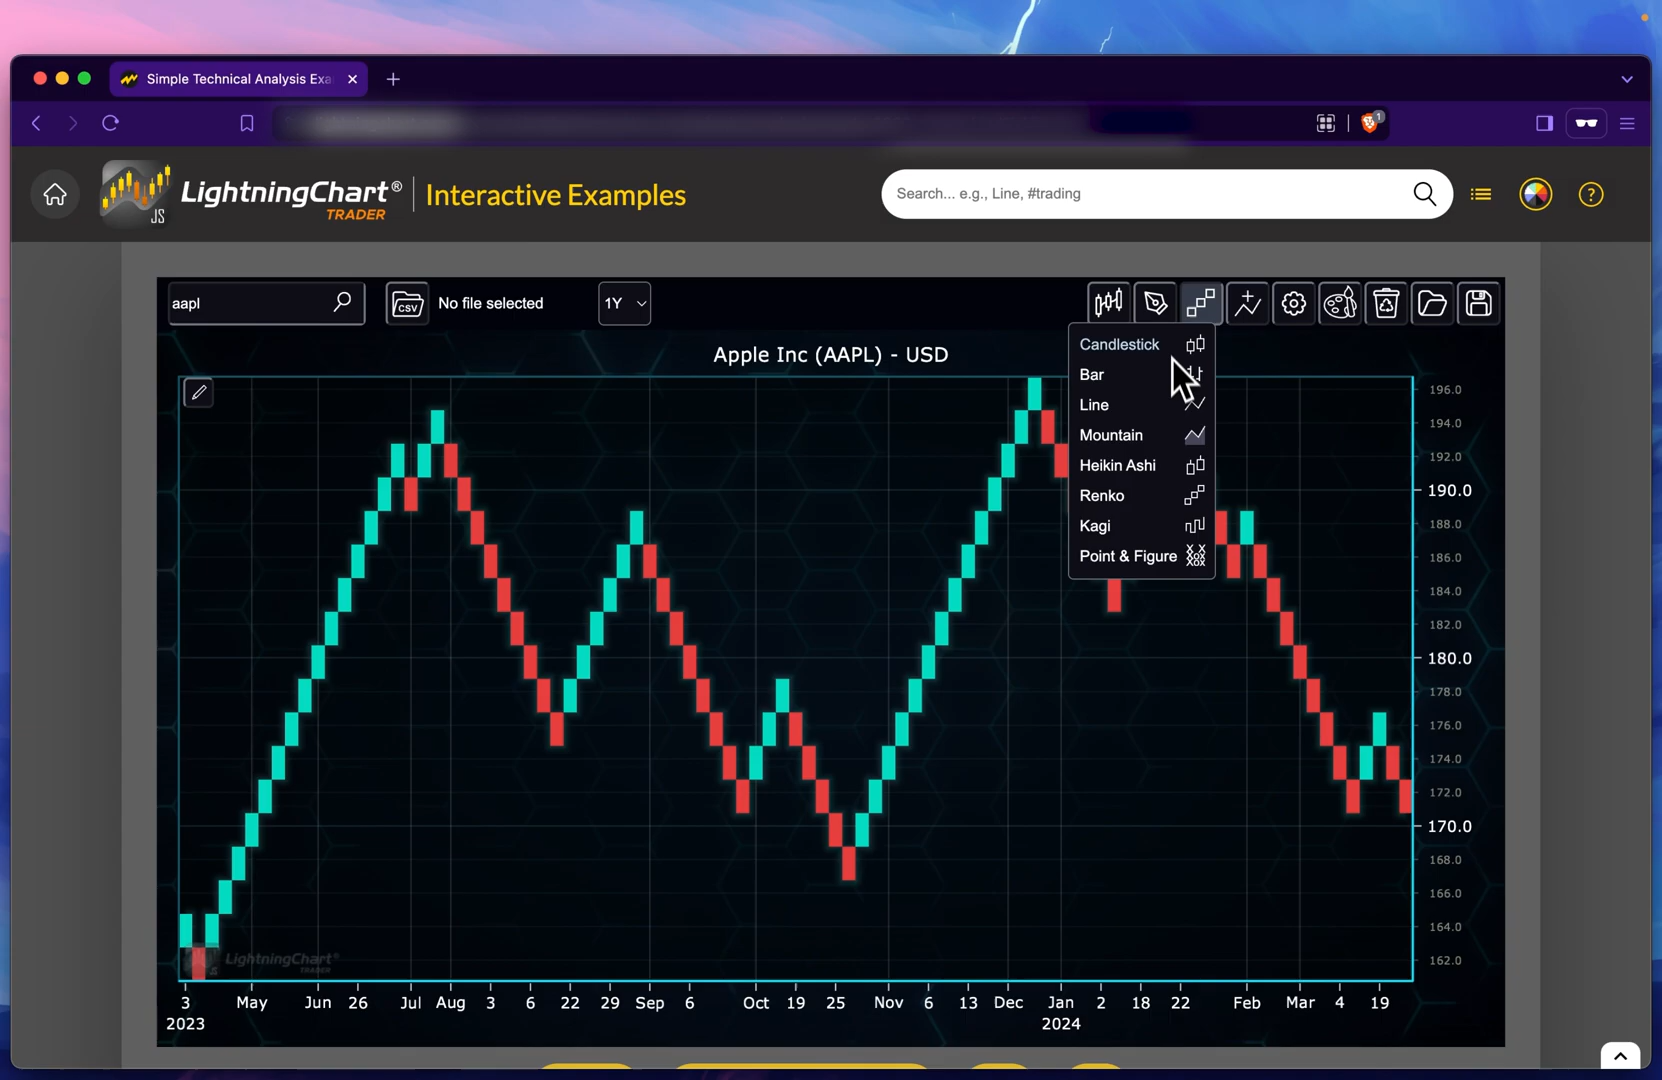 Simple Technical Analysis Exa
1
LightningChart®
TRADER
JS
Interactive Examples
Search... e.g., Line, #trading
?
aapl
CSV
No file selected
1Y
Apple Inc (AAPL) - USD
Candlestick
Bar
Line
Mountain
Heikin Ashi
Renko
Kagi
Point & Figure
196.0
194.0
192.0
190.0
188.0
186.0
184.0
182.0
180.0
178.0
176.0
174.0
172.0
170.0
168.0
166.0
164.0
162.0
LightningChart®
TRADER
3 May Jun 26 Jul Aug 3 6 22 29 Sep 6 Oct 19 25 Nov 6 13 Dec Jan 2 18 22 Feb Mar 4 19
2023 2024